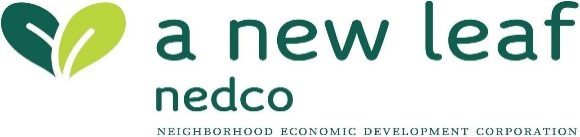 a new leaf
nedco
NEIGHBORHOOD ECONOMIC DEVELOPMENT CORPORATION